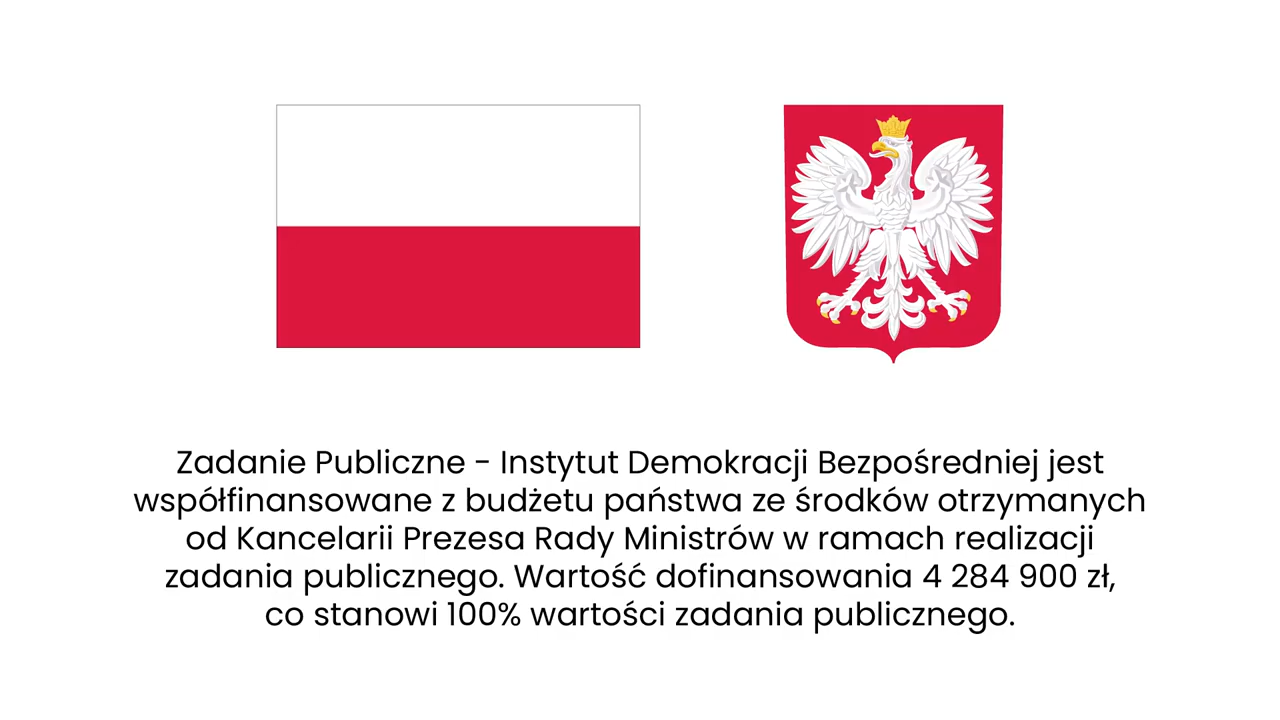 Zadanie Publiczne - Instytut Demokracji Bezpośredniej jest
współfinansowane z budżetu państwa ze środków otrzymanych
od Kancelarii Prezesa Rady Ministrów w ramach realizacji
zadania publicznego. Wartość dofinansowania 4 284 900 zł,
co stanowi 100% wartości zadania publicznego.